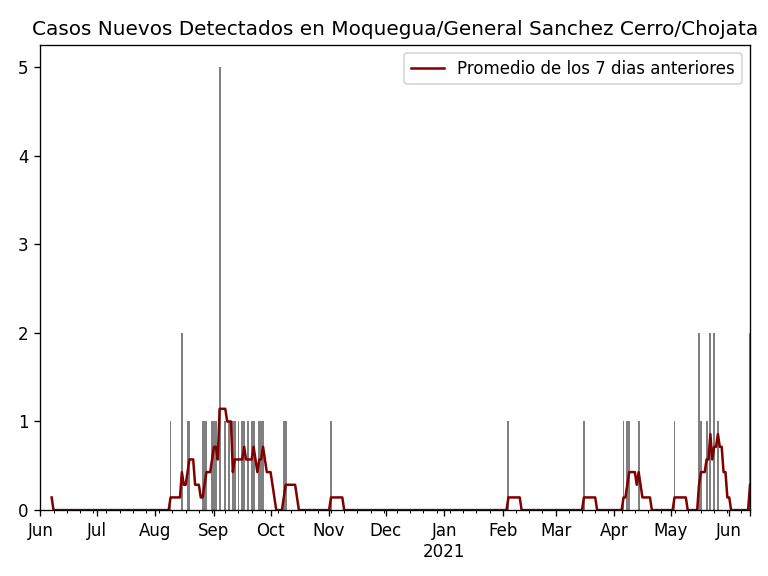 Casos Nuevos Detectados en Moquegua/General Sanchez Cerro/Chojata
Promedio de los 7 dias anteriores
5
4
3
2
1
0
Jun Jul Aug Sep Oct Nov Dec Jan Feb Mar Apr May Jun
2021